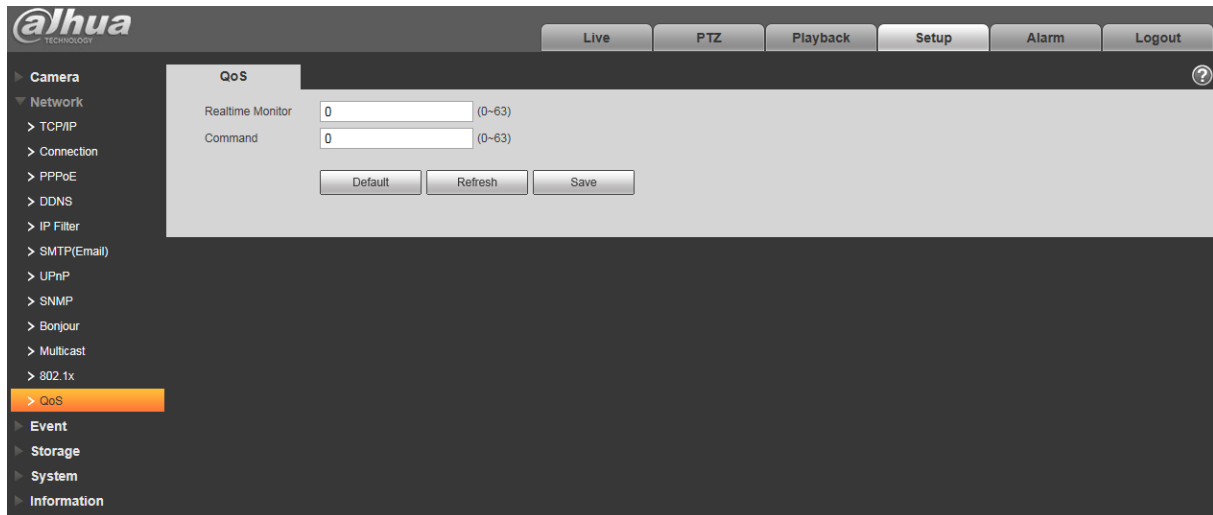 alhua
TECHNOLOGY
Live PTZ Playback Setup Alarm Logout
Camera
Network
> TCP/IP
> Connection
> PPPoE
> DDNS
> IP Filter
> SMTP(Email)
> UPnP
> SNMP
> Bonjour
> Multicast
> 802.1x
> QoS
Event
Storage
System
Information
QoS ?
Realtime Monitor 0 (0~63)
Command 0 (0~63)
Default Refresh Save